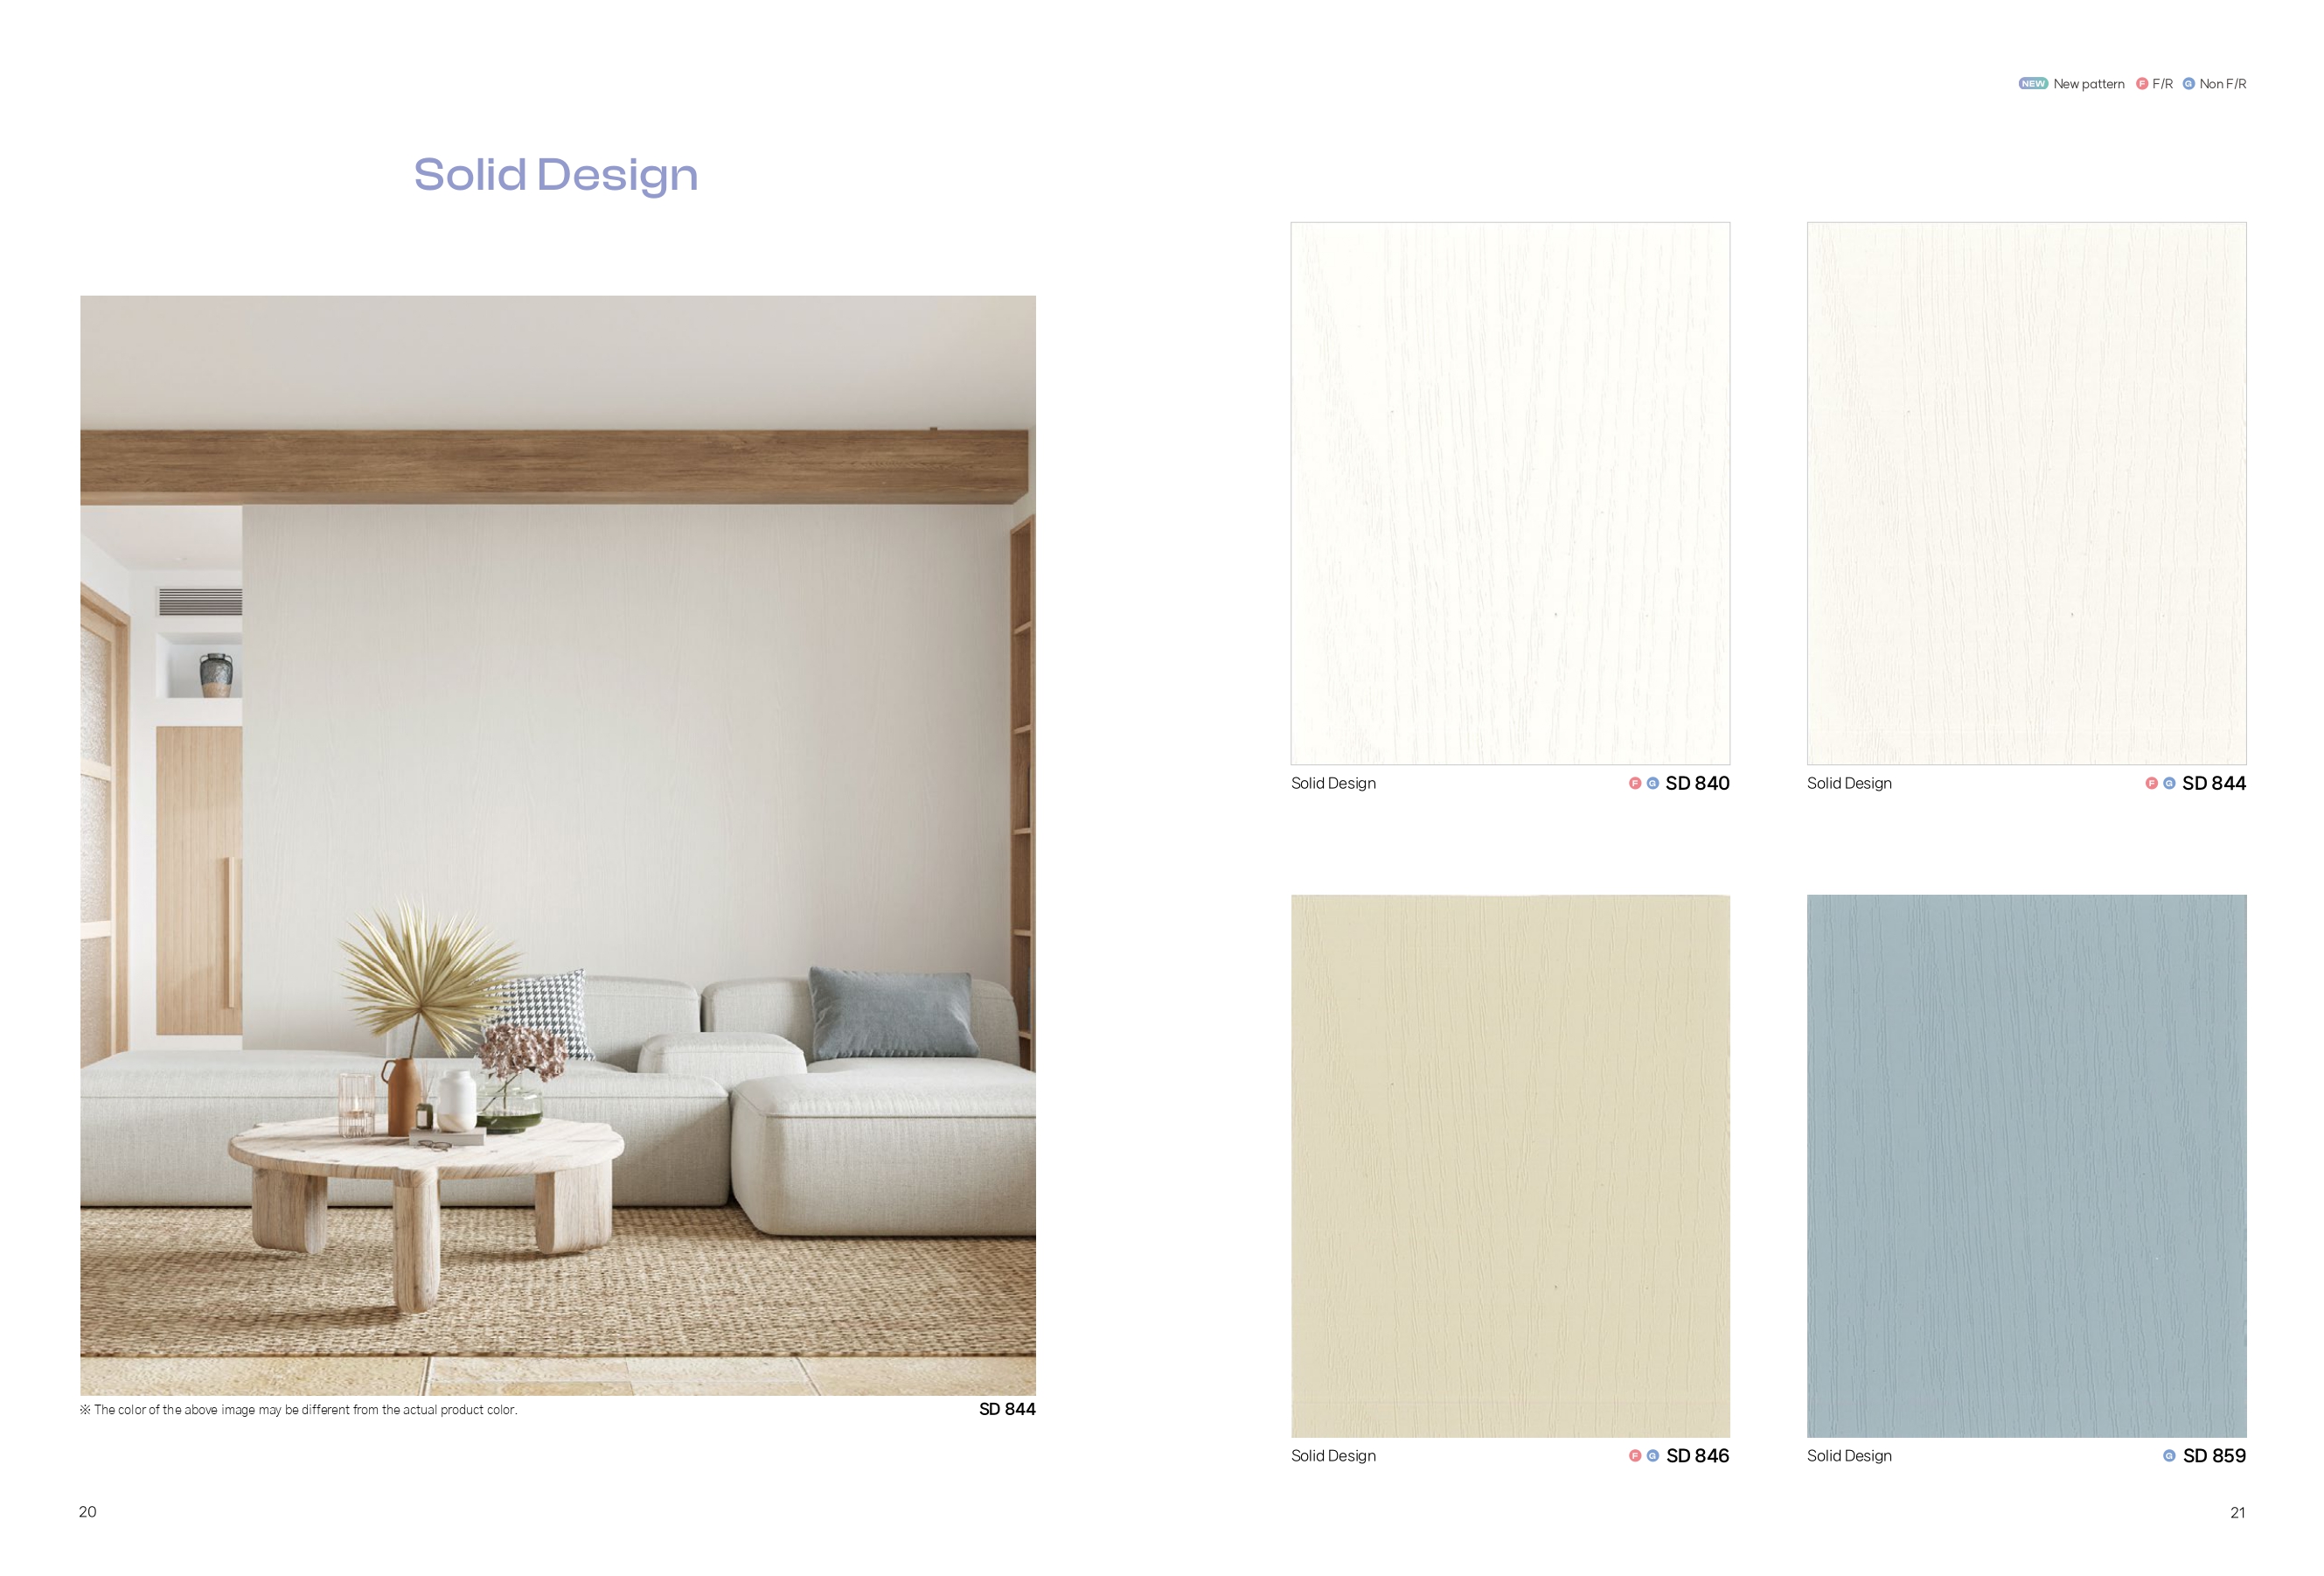 NEW New pattern F F/R G Non F/R
Solid Design
※ The color of the above image may be different from the actual product color. SD 844
20
Solid Design F G SD 840
Solid Design F G SD 844
Solid Design F G SD 846
Solid Design G SD 859
21